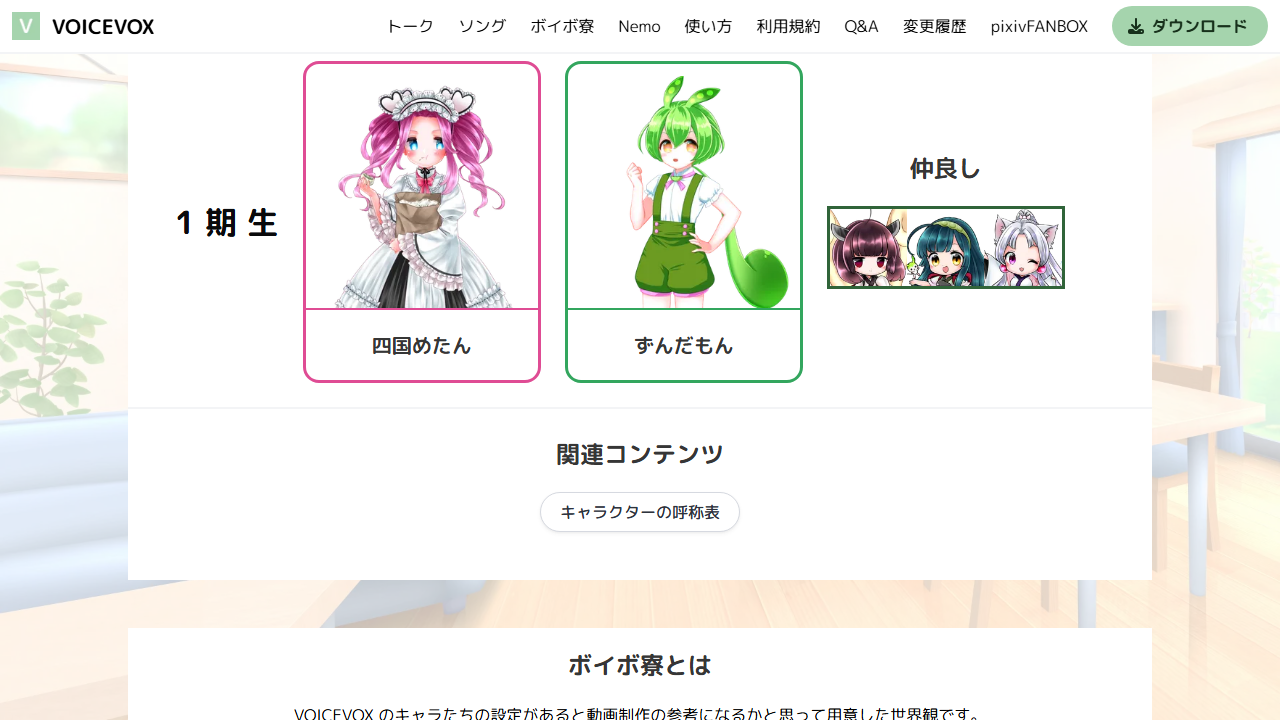 V VOICEVOX トーク ソング ボイボ寮 Nemo 使い方 利用規約 Q&A 変更履歴 pixivFANBOX ダウンロード
仲良し
1 期 生
四国めたん ずんだもん
関連コンテンツ
キャラクターの呼称表
ボイボ寮とは
VOICEVOX のキャラたちの設定があると動画制作の参考になるかと思って用意した世界観です。